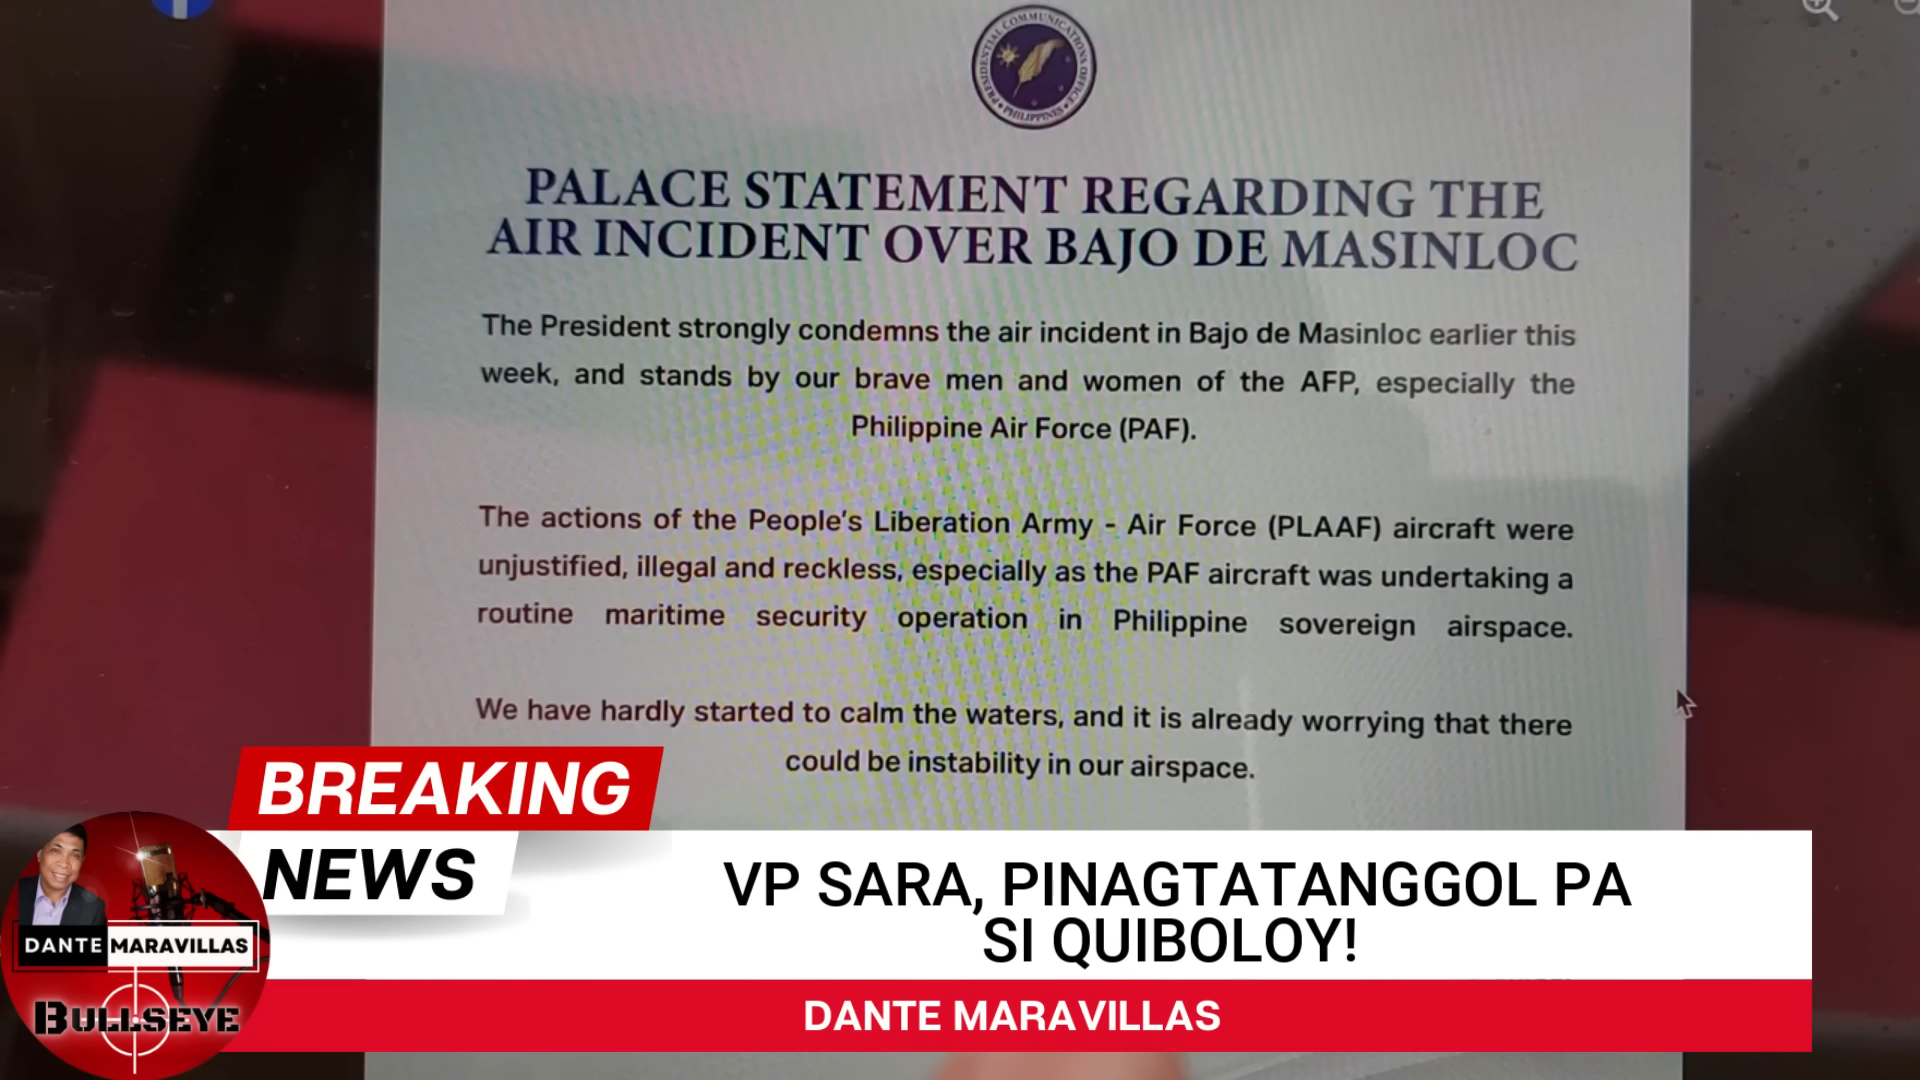 PRESIDENTIAL COMMUNICATIONS OFFICE
PHILIPPINES
PALACE STATEMENT REGARDING THE
AIR INCIDENT OVER BAJO DE MASINLOC
The President strongly condemns the air incident in Bajo de Masinloc earlier this
week, and stands by our brave men and women of the AFP, especially the
Philippine Air Force (PAF).
The actions of the People's Liberation Army - Air Force (PLAAF) aircraft were
unjustified, illegal and reckless, especially as the PAF aircraft was undertaking a
routine maritime security operation in Philippine sovereign airspace.
We have hardly started to calm the waters, and it is already worrying that there
could be instability in our airspace.
BREAKING
NEWS
VP SARA, PINAGTATANGGOL PA
SI QUIBOLOY!
DANTE MARAVILLAS
DANTE MARAVILLAS
BULLSEYE